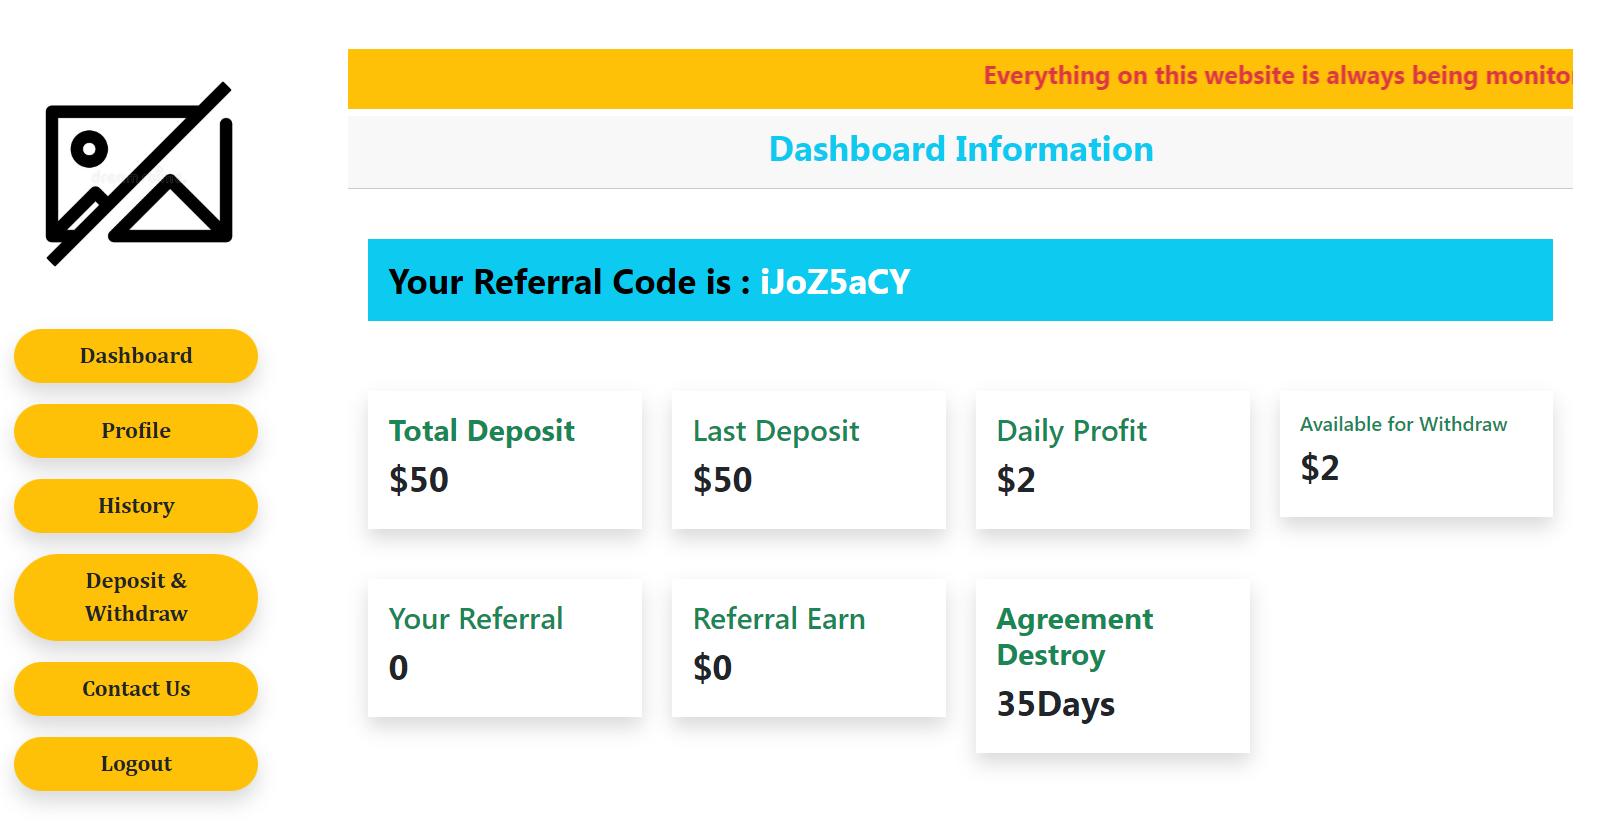 Everything on this website is always being
Dashboard Information
Your Referral Code is : iJoZ5aCY
Dashboard
Profile
History
Deposit &
Withdraw
Contact Us
Logout
Total Deposit
$50
Last Deposit
$50
Daily Profit
$2
Available for Withdraw
$2
Your Referral
0
Referral Earn
$0
Agreement
Destroy
35Days